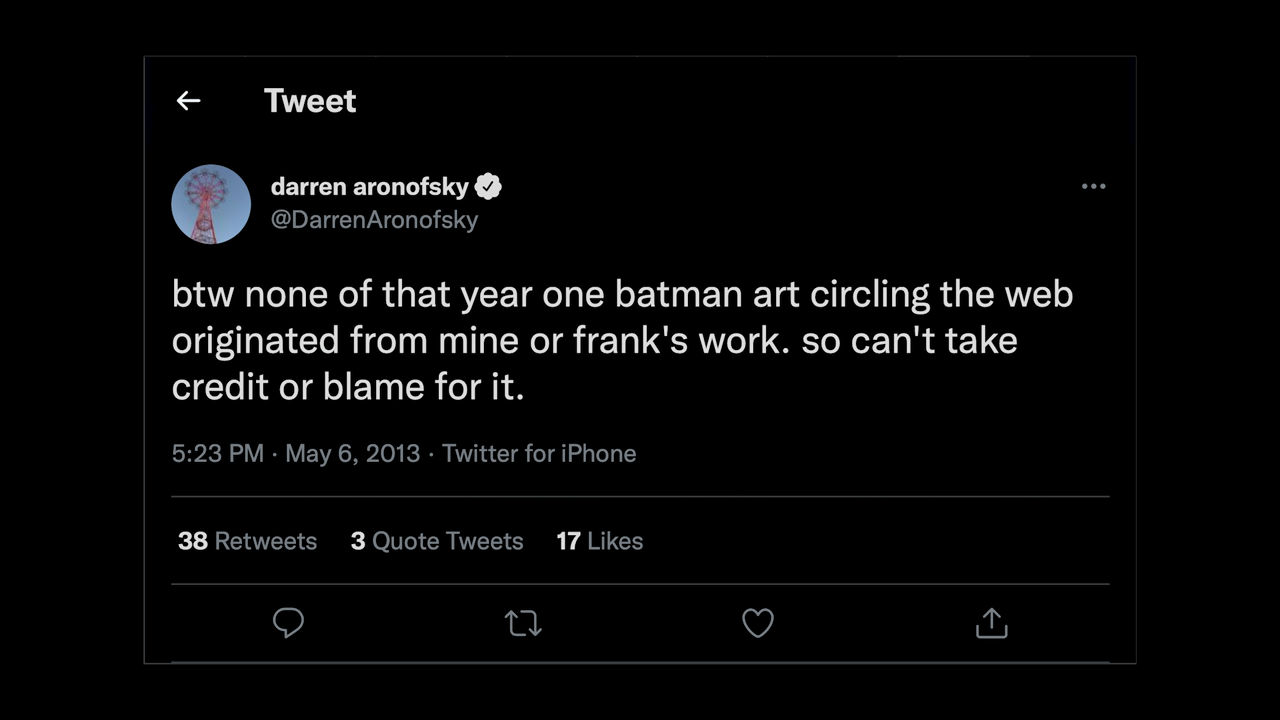 Tweet
darren aronofsky
@DarrenAronofsky
btw none of that year one batman art circling the web
originated from mine or frank's work. so can't take
credit or blame for it.
5:23 PM · May 6, 2013 · Twitter for iPhone
38 Retweets 3 Quote Tweets 17 Likes